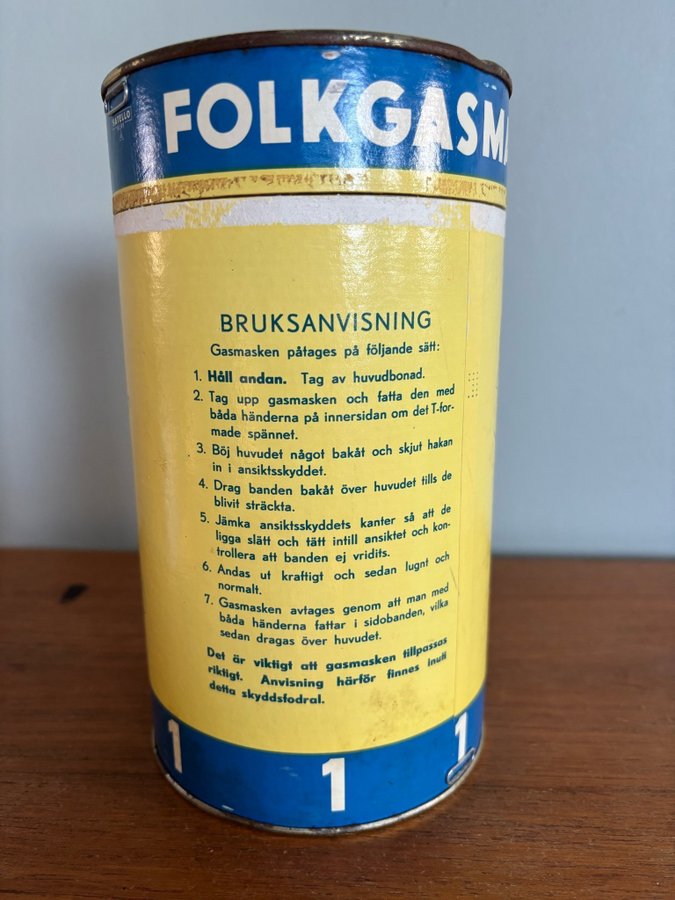 FOLKGASMA
SATELLO
BRUKSANVISNING
Gasmasken påtages på följande sätt:
1. Håll andan. Tag av huvudbonad.
2. Tag upp gasmasken och fatta den med
båda händerna på innersidan om det T-for-
made spännet.
3. Böj huvudet något bakåt och skjut hakan
in i ansiktsskyddet.
4. Drag banden bakåt över huvudet tills de
blivit sträckta.
5. Jämka ansiktsskyddets kanter så att de
ligga slätt och tätt intill ansiktet och kon-
trollera att banden ej vridits.
6. Andas ut kraftigt och sedan lugnt och
normalt.
7. Gasmasken avtages genom att man med
båda händerna fattar i sidobanden, vilka
sedan dragas över huvudet.
Det är viktigt att gasmasken tillpassas
riktigt. Anvisning härför finnes inuti
detta skyddsfodral.
1 1 1